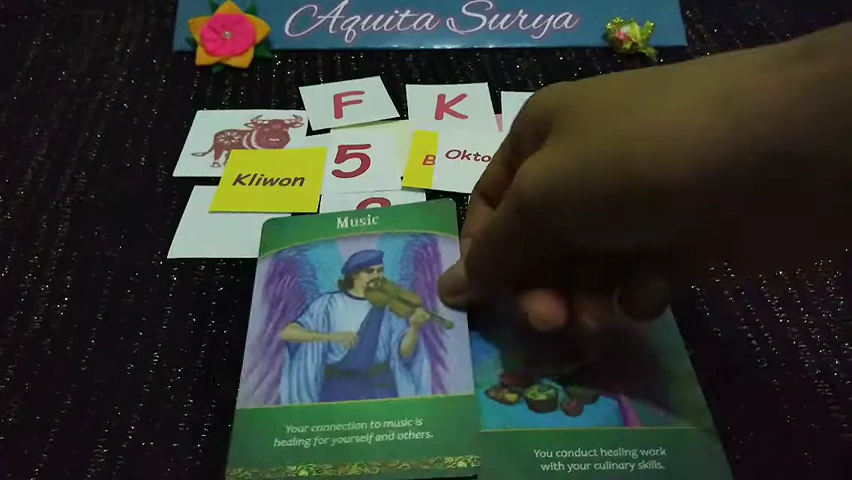 Aquita Surya
F
K
Kliwon
5
B
Okto
Music
Your connection to music is
healing for yourself and others.
You conduct healing work
with your culinary skills.